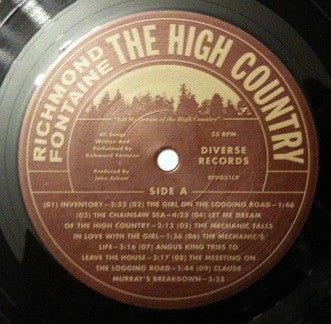 RICHMOND
FONTAINE
THE HIGH COUNTRY
"Let Me Dream of the High Country"
All Songs
Written And
Performed by
Richmond Fontaine
Produced by
John Askew
33 RPM
DIVERSE
RECORDS
DIV031LP
SIDE A
(01) INVENTORY—3:32 (02) THE GIRL ON THE LOGGING ROAD—1:46
(03) THE CHAINSAW SEA—4:23 (04) LET ME DREAM
OF THE HIGH COUNTRY—2:13 (05) THE MECHANIC FALLS
IN LOVE WITH THE GIRL—1:36 (06) THE MECHANIC'S
LIFE—3:16 (07) ANGUS KING TRIES TO
LEAVE THE HOUSE—3:17 (08) THE MEETING ON
THE LOGGING ROAD—1:44 (09) CLAUDE
MURRAY'S BREAKDOWN—3:28